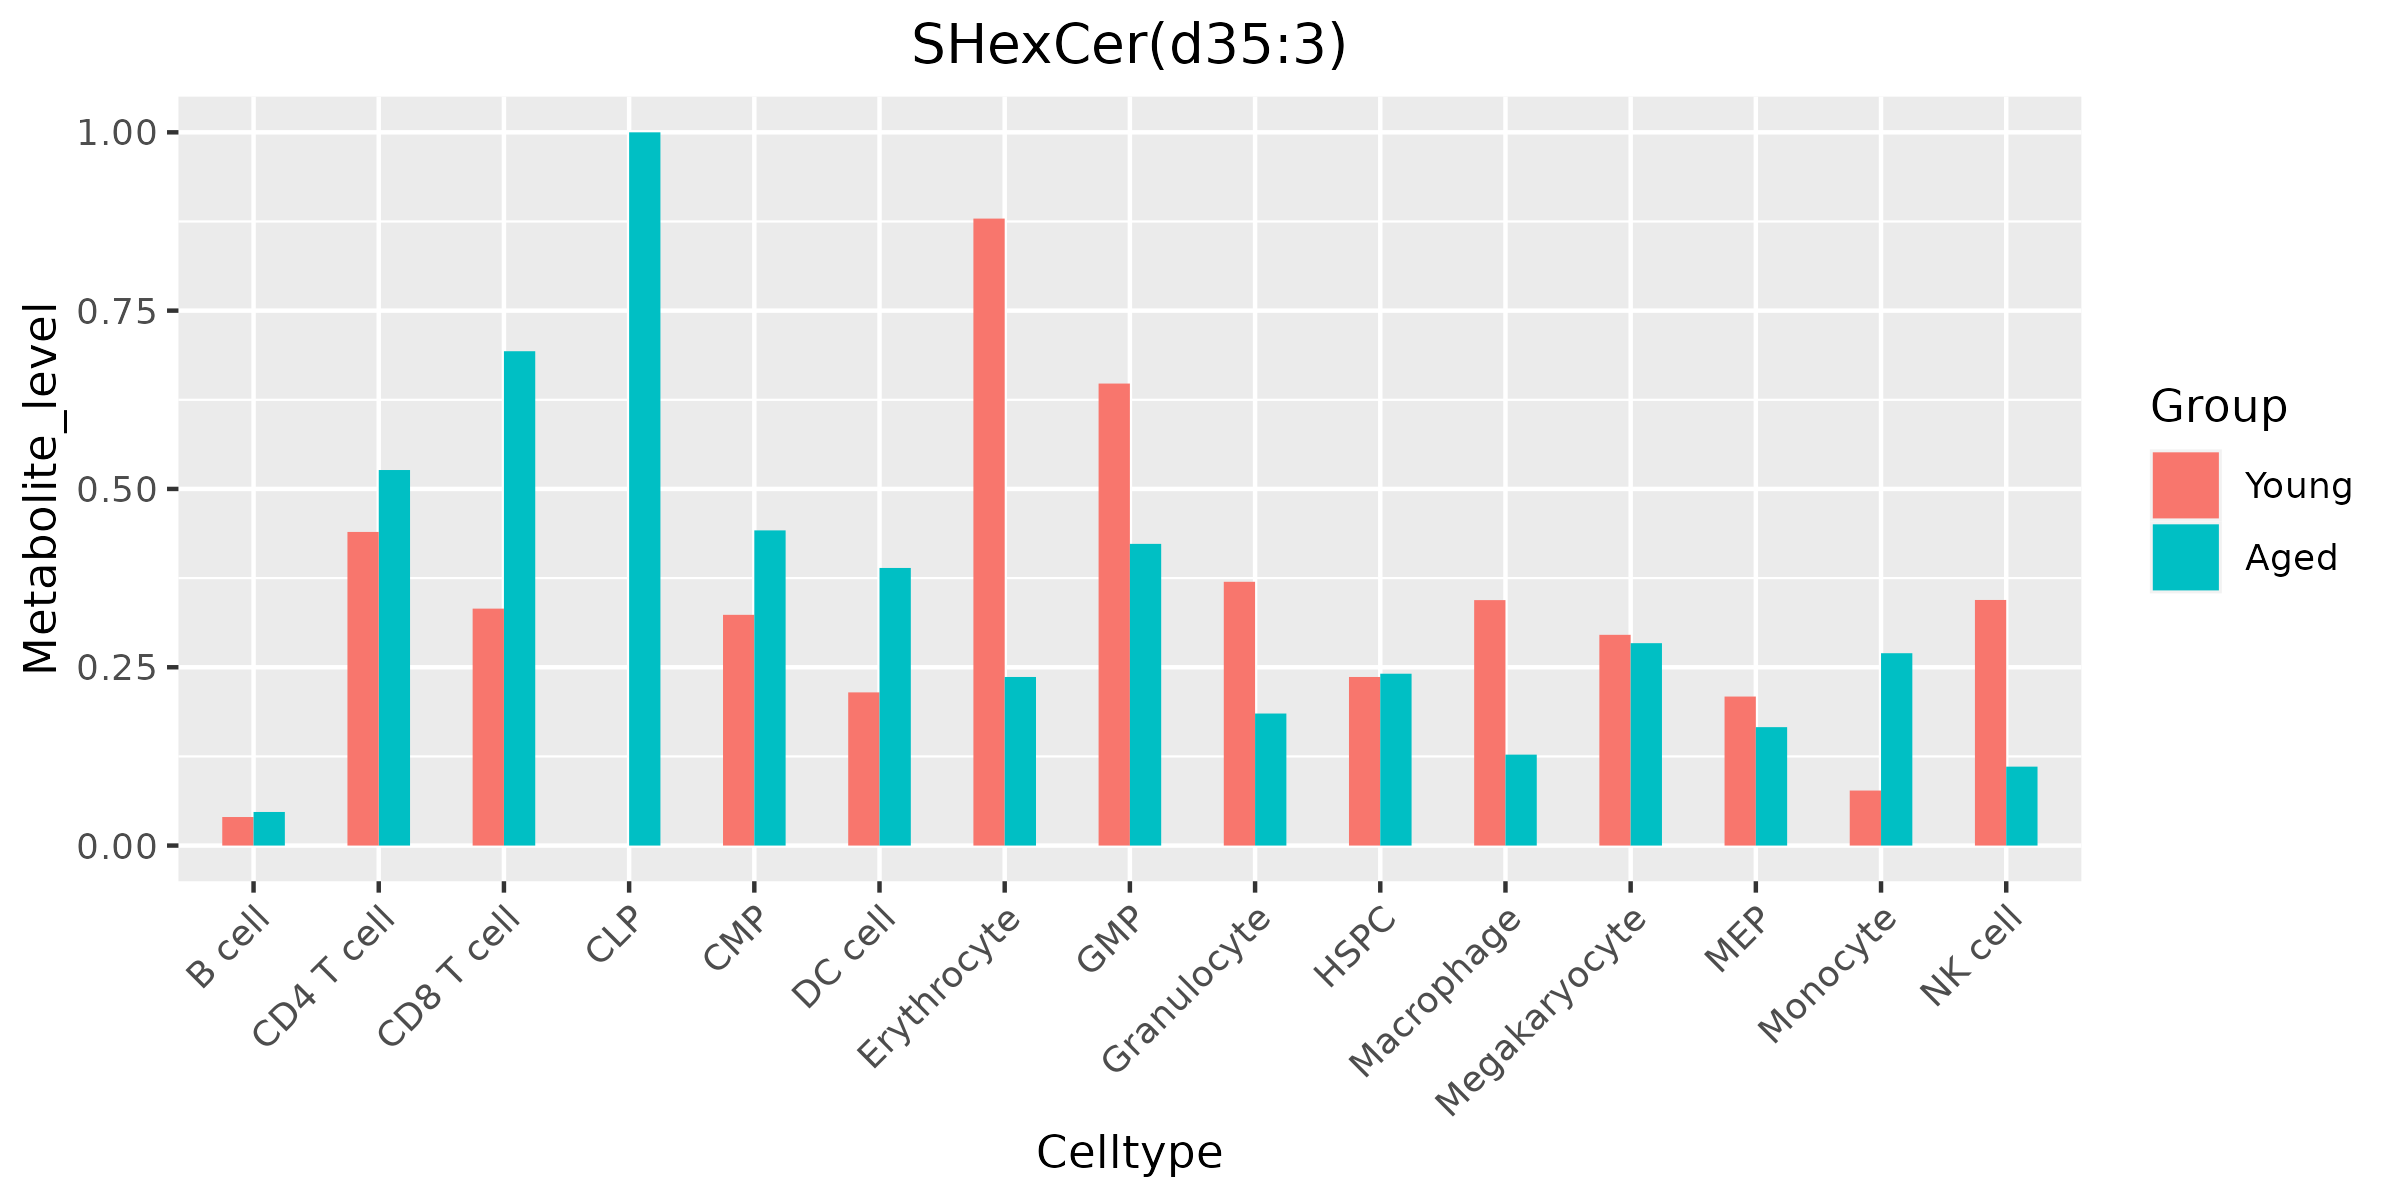 SHexCer(d35:3)
Metabolite_level
1.00
0.75
0.50
0.25
0.00
B cell
CD4 T cell
CD8 T cell
CLP
CMP
DC cell
Erythrocyte
GMP
Granulocyte
HSPC
Macrophage
Megakaryocyte
MEP
Monocyte
NK cell
Celltype
Group
Young
Aged